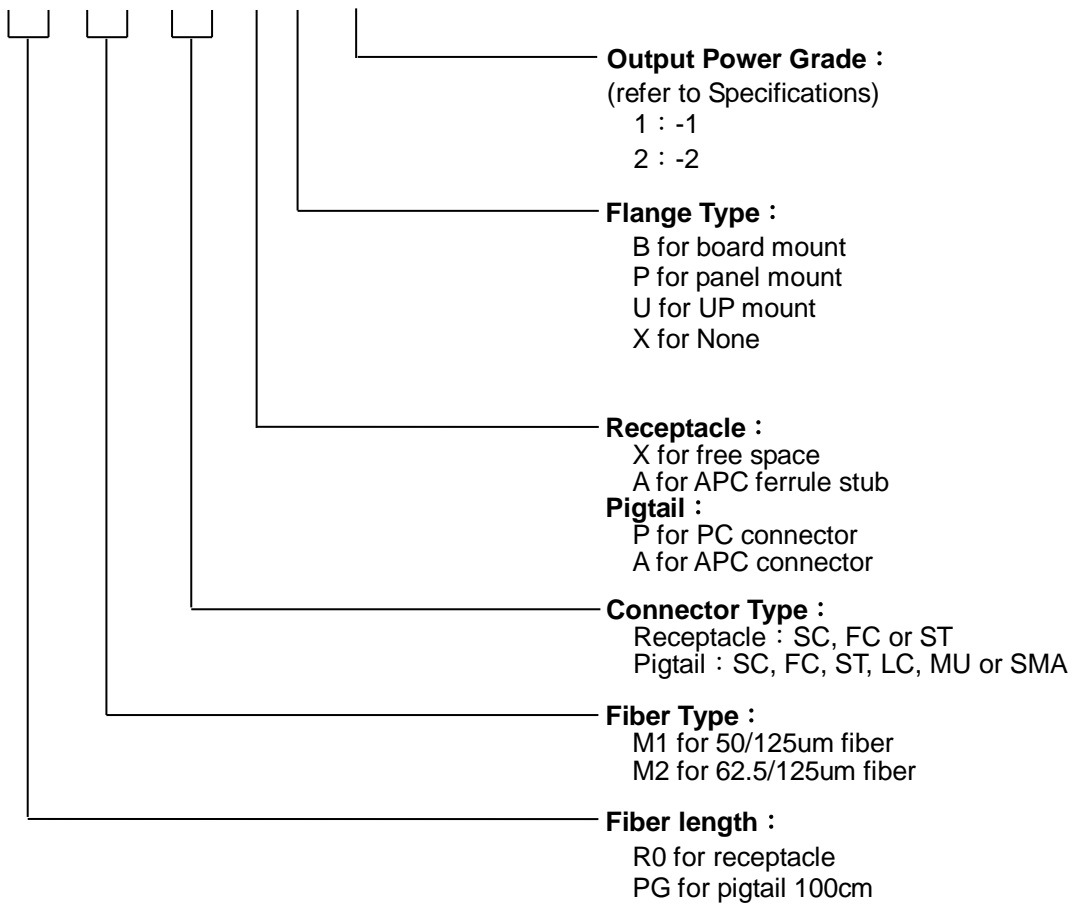 Output Power Grade：
(refer to Specifications)
1：-1
2：-2
Flange Type：
B for board mount
P for panel mount
U for UP mount
X for None
Receptacle：
X for free space
A for APC ferrule stub
Pigtail：
P for PC connector
A for APC connector
Connector Type：
Receptacle：SC, FC or ST
Pigtail：SC, FC, ST, LC, MU or SMA
Fiber Type：
M1 for 50/125um fiber
M2 for 62.5/125um fiber
Fiber length：
R0 for receptacle
PG for pigtail 100cm